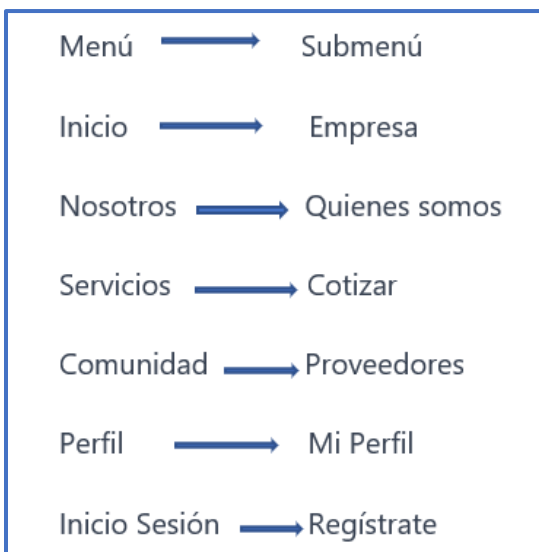 Menú Submenú
Inicio Empresa
Nosotros Quienes somos
Servicios Cotizar
Comunidad Proveedores
Perfil Mi Perfil
Inicio Sesión Regístrate